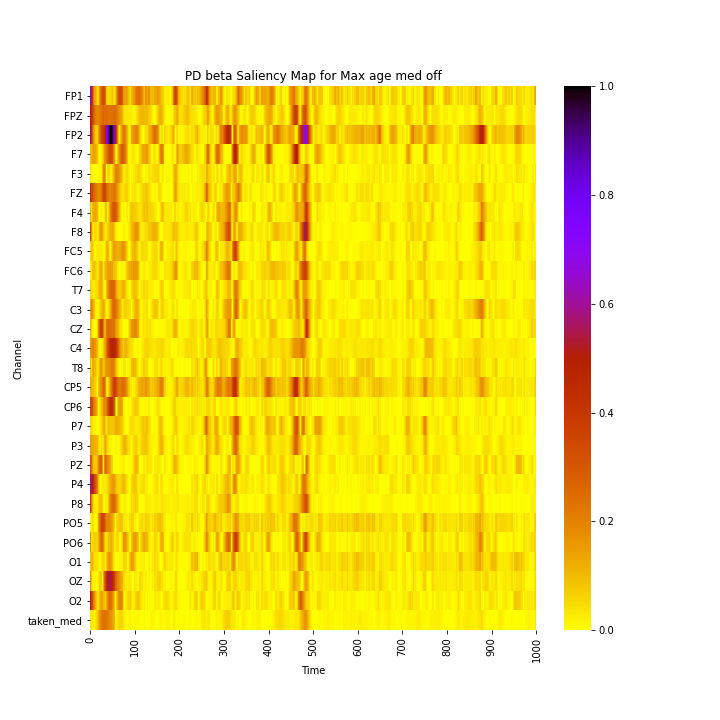 PD beta Saliency Map for Max age med off
Channel
FP1
FPZ
FP2
F7
F3
FZ
F4
F8
FC5
FC6
T7
C3
CZ
C4
T8
CP5
CP6
P7
P3
PZ
P4
P8
PO5
PO6
O1
OZ
O2
taken_med
0
100
200
300
400
500
600
700
800
900
1000
Time
1.0
0.8
0.6
0.4
0.2
0.0